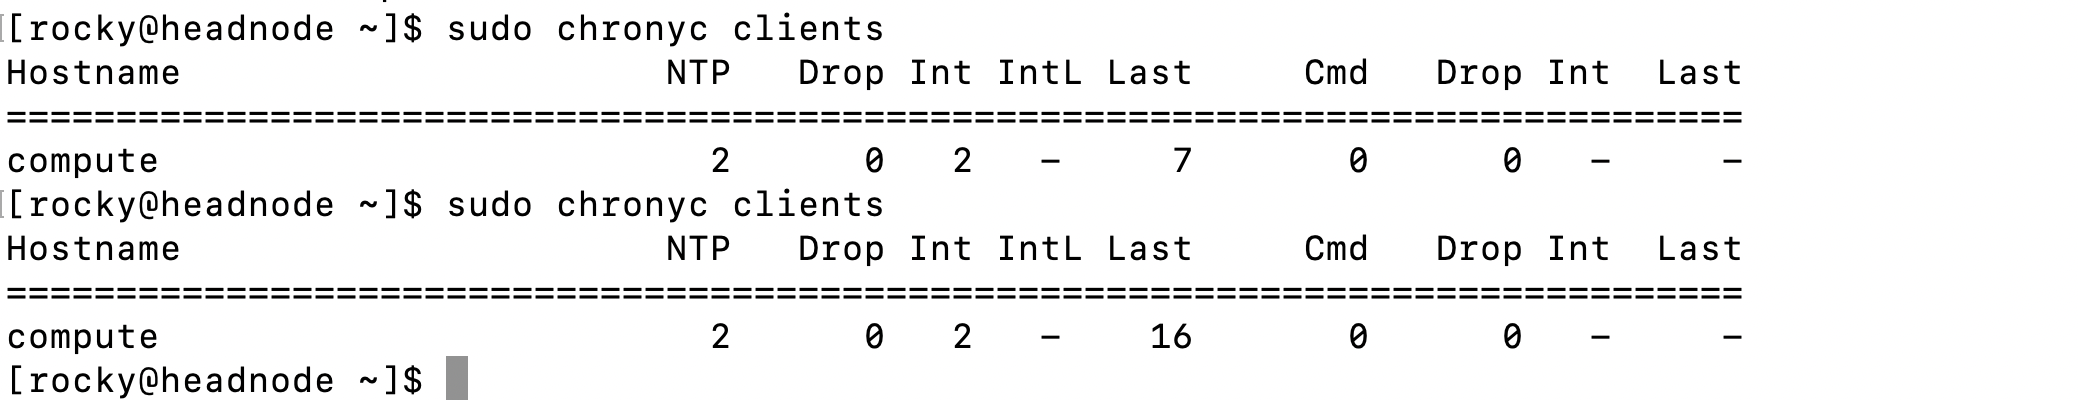 [rocky@headnode ~]$ sudo chronyc clients
Hostname                      NTP   Drop Int IntL Last     Cmd   Drop Int  Last
===============================================================================
compute                         2      0   2   -     7       0      0   -     -
[rocky@headnode ~]$ sudo chronyc clients
Hostname                      NTP   Drop Int IntL Last     Cmd   Drop Int  Last
===============================================================================
compute                         2      0   2   -    16       0      0   -     -
[rocky@headnode ~]$